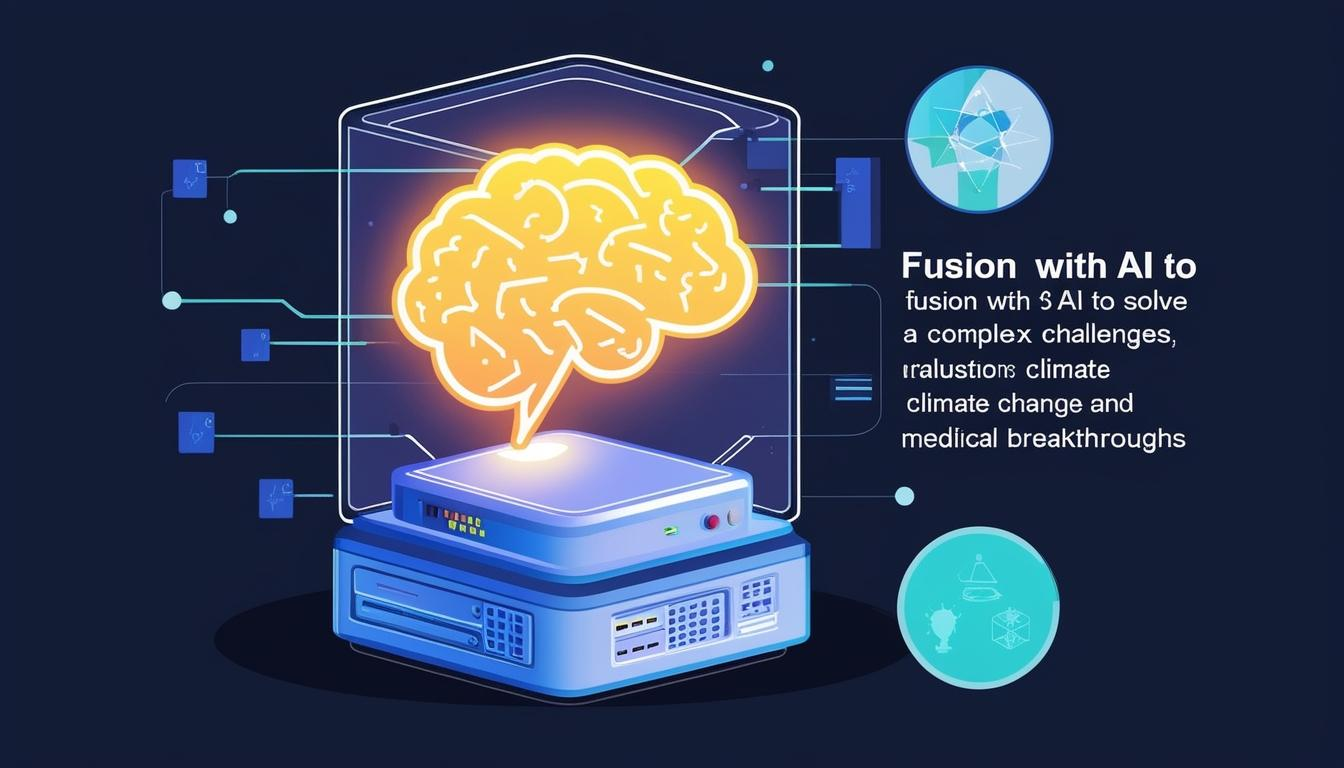 Fusion with AI to
fusion with AI to solve
a complex challenges,
climate
climate change and
medical breakthroughs